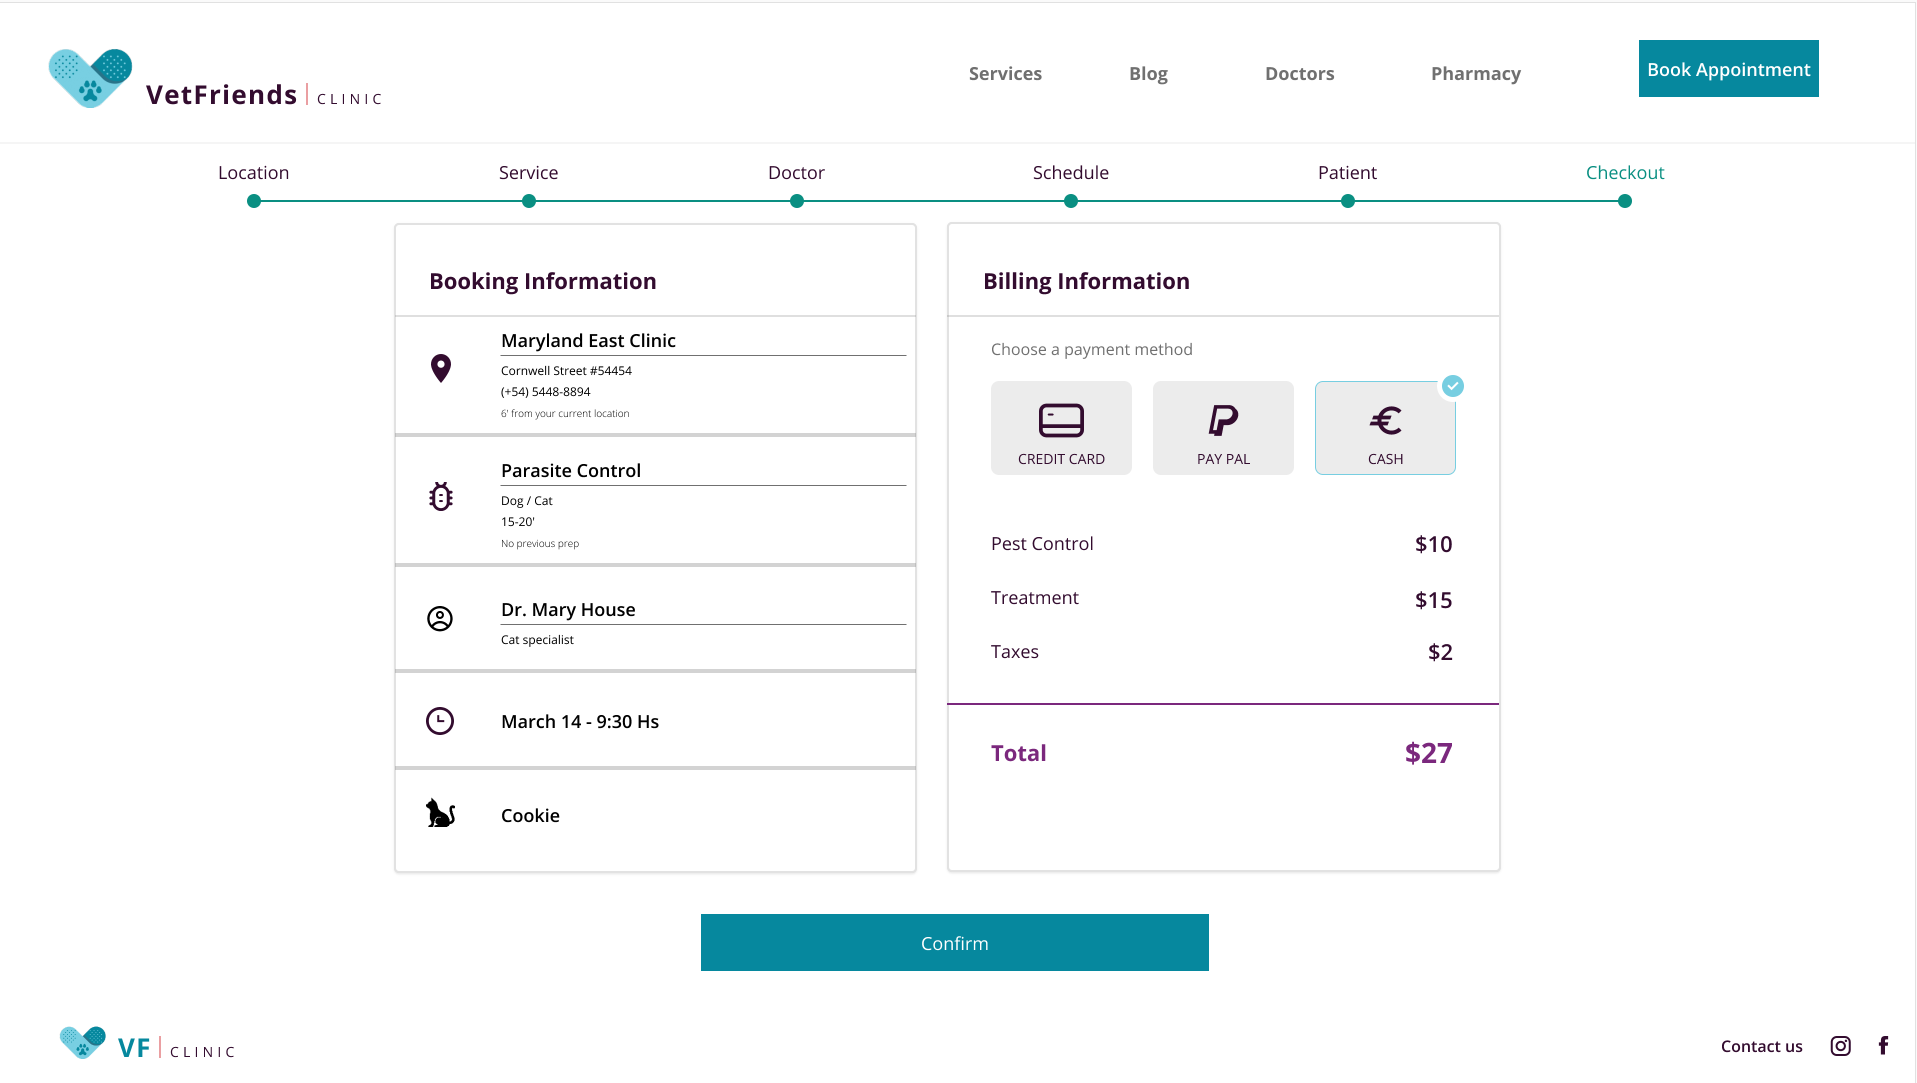 VetFriends | CLINIC
Services
Blog
Doctors
Pharmacy
Book Appointment
Location
Service
Doctor
Schedule
Patient
Checkout
Booking Information
Maryland East Clinic
Cornwell Street #54454
(+54) 5448-8894
6' from your current location
Parasite Control
Dog / Cat
15-20'
No previous prep
Dr. Mary House
Cat specialist
March 14 - 9:30 Hs
Cookie
Billing Information
Choose a payment method
CREDIT CARD
PAY PAL
CASH
Pest Control $10
Treatment $15
Taxes $2
Total $27
Confirm
VF | CLINIC
Contact us